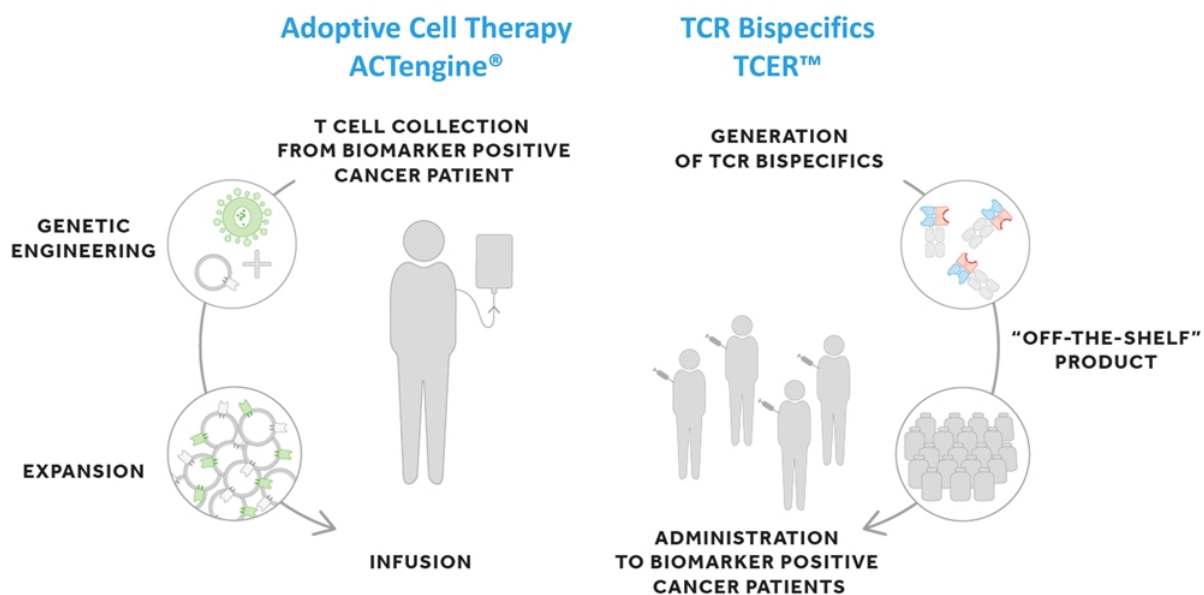 Adoptive Cell Therapy
ACTengine®
T CELL COLLECTION
FROM BIOMARKER POSITIVE
CANCER PATIENT
GENETIC
ENGINEERING
EXPANSION
INFUSION
TCR Bispecifics
TCER™
GENERATION
OF TCR BISPECIFICS
“OFF-THE-SHELF”
PRODUCT
ADMINISTRATION
TO BIOMARKER POSITIVE
CANCER PATIENTS